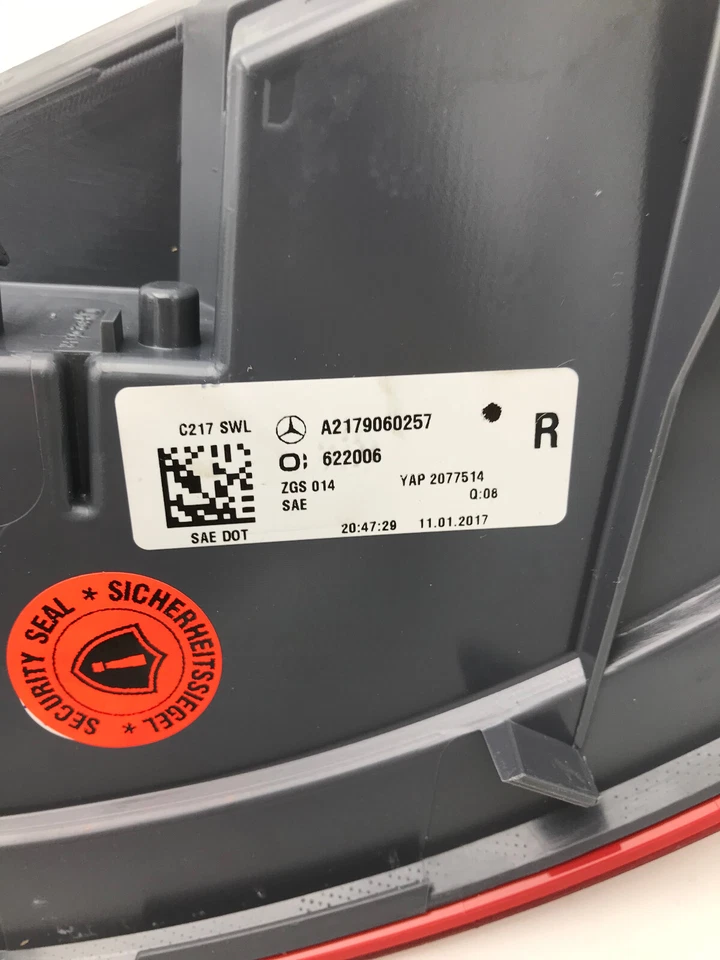 C217 SWL
A2179060257
R
622006
ZGS 014
YAP 2077514
SAE
Q:08
SAE DOT
20:47:29 11.01.2017
SECURITY SEAL * SICHERHEITSSIEGEL *